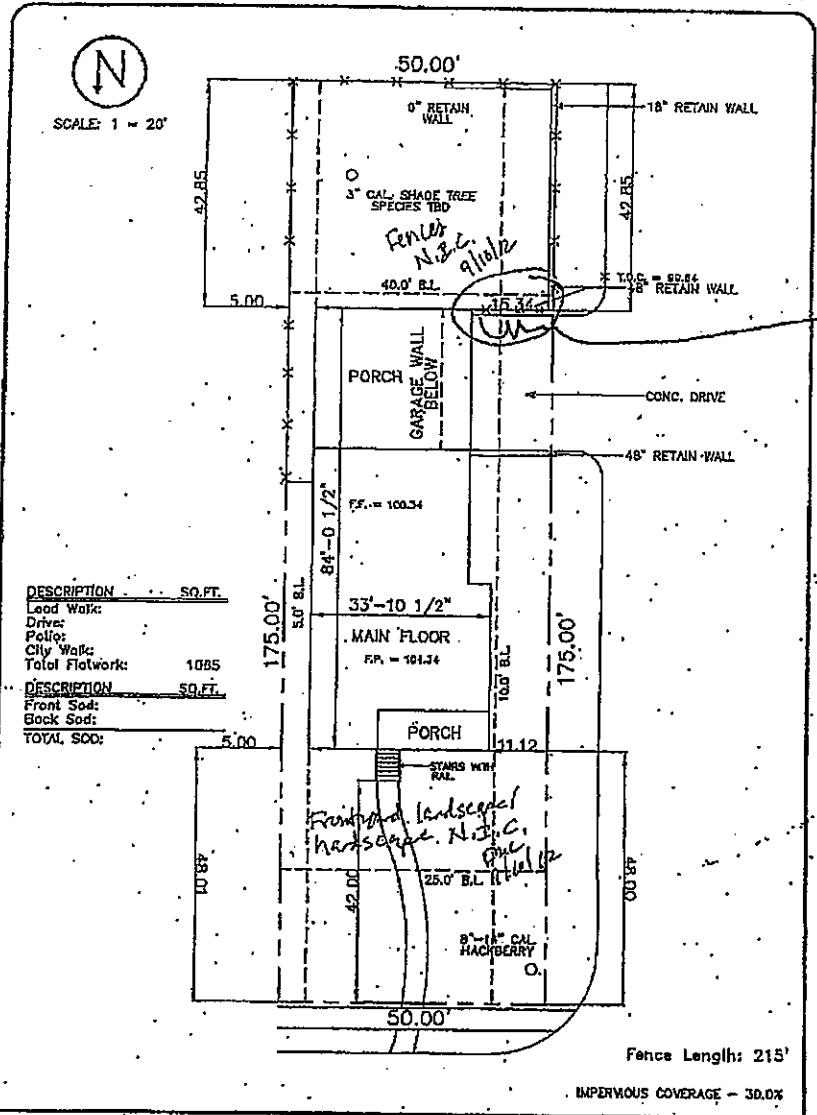 N
SCALE: 1 = 20'
50.00'
0" RETAIN
WALL
18" RETAIN WALL
42.85
42.85
3" CAL. SHADE TREE
SPECIES TBD
Fences
N.I.C.
9/10/12
40.0' B.L.
5.00
15.34
T.O.C. = 90.64
8" RETAIN WALL
PORCH
GARAGE WALL
BELOW
CONC. DRIVE
48" RETAIN WALL
F.F. = 100.34
84'-0 1/2"
5.0' B.L.
33'-10 1/2"
MAIN FLOOR
F.F. = 101.34
175.00'
175.00'
10.0' B.L.
DESCRIPTION SQ.FT.
Lead Walk:
Drive:
Patio:
City Walk:
Total Flatwork: 1085
DESCRIPTION SQ.FT.
Front Sod:
Back Sod:
TOTAL SOD:
PORCH
5.00
11.12
STAIRS WITH
RAIL
Frontyard landscape/
hardscape N.I.C.
25.0' B.L.
48.01
42.00
48.00
8"-14" CAL
HACKBERRY
50.00'
Fence Length: 215'
IMPERVIOUS COVERAGE - 30.0%